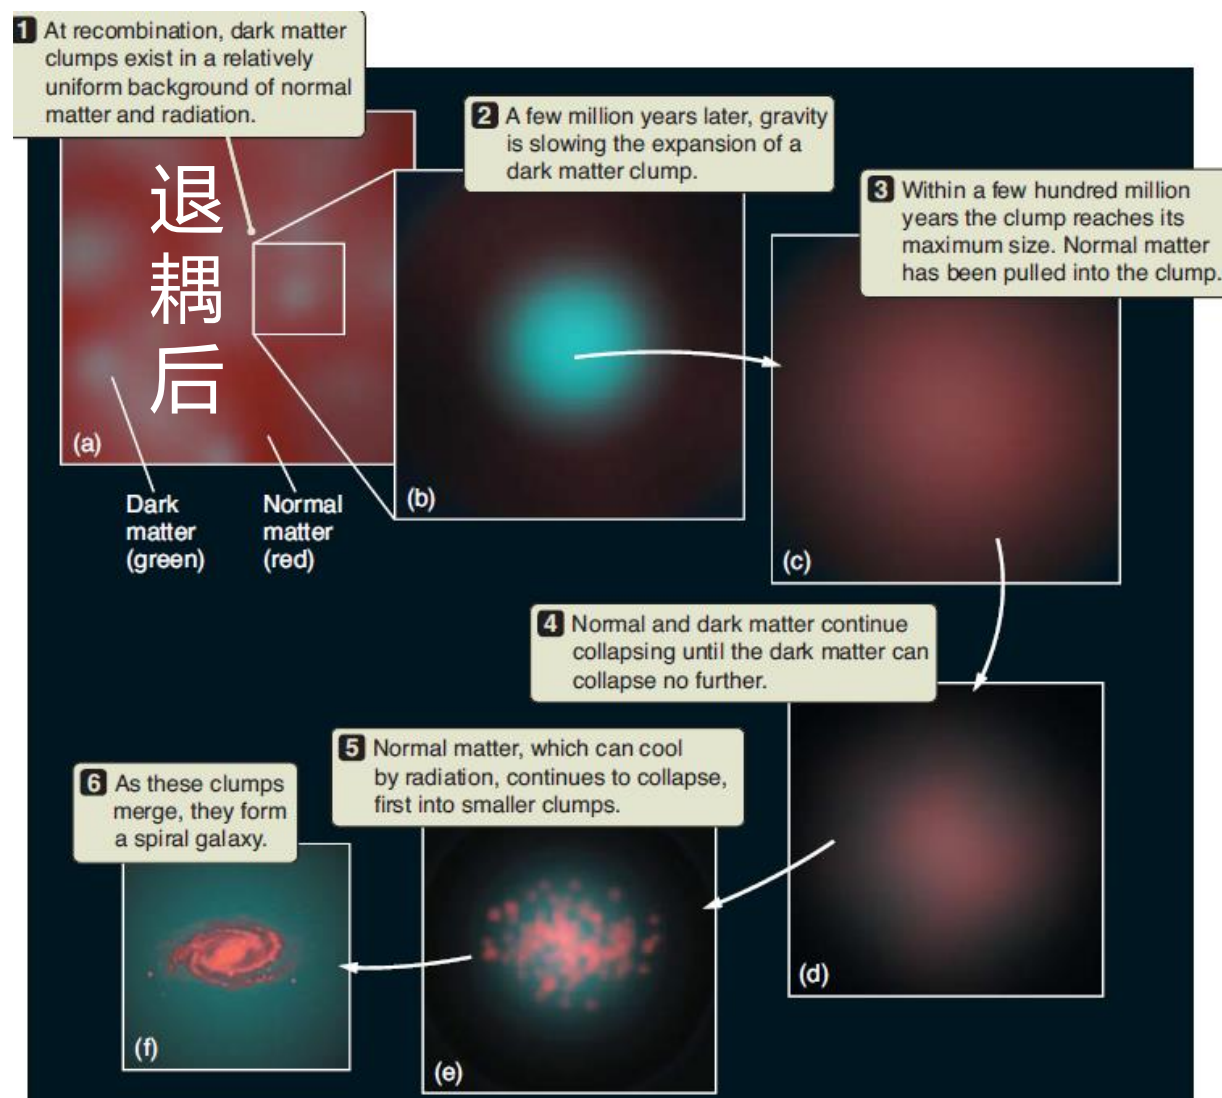 1 At recombination, dark matter
clumps exist in a relatively
uniform background of normal
matter and radiation.
退
耦
后
(a)
Dark
matter
(green)
Normal
matter
(red)
2 A few million years later, gravity
is slowing the expansion of a
dark matter clump.
(b)
3 Within a few hundred million
years the clump reaches its
maximum size. Normal matter
has been pulled into the clump.
(c)
4 Normal and dark matter continue
collapsing until the dark matter can
collapse no further.
(d)
5 Normal matter, which can cool
by radiation, continues to collapse,
first into smaller clumps.
(e)
6 As these clumps
merge, they form
a spiral galaxy.
(f)